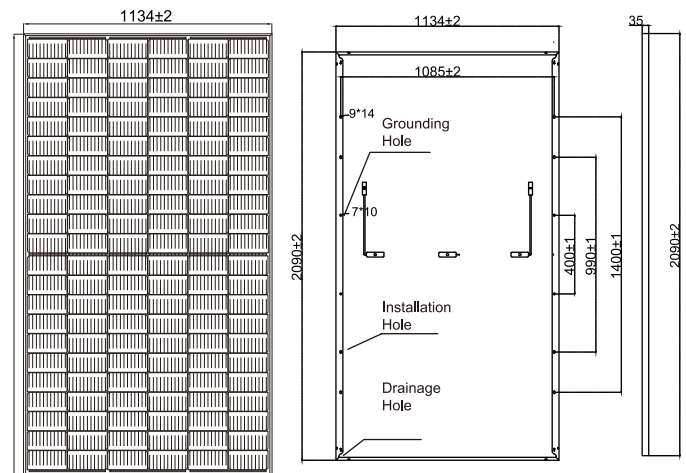 1134±2
1134±2
35
1085±2
9*14
Grounding
Hole
7*10
2090±2
400±1
990±1
1400±1
2090±2
Installation
Hole
Drainage
Hole